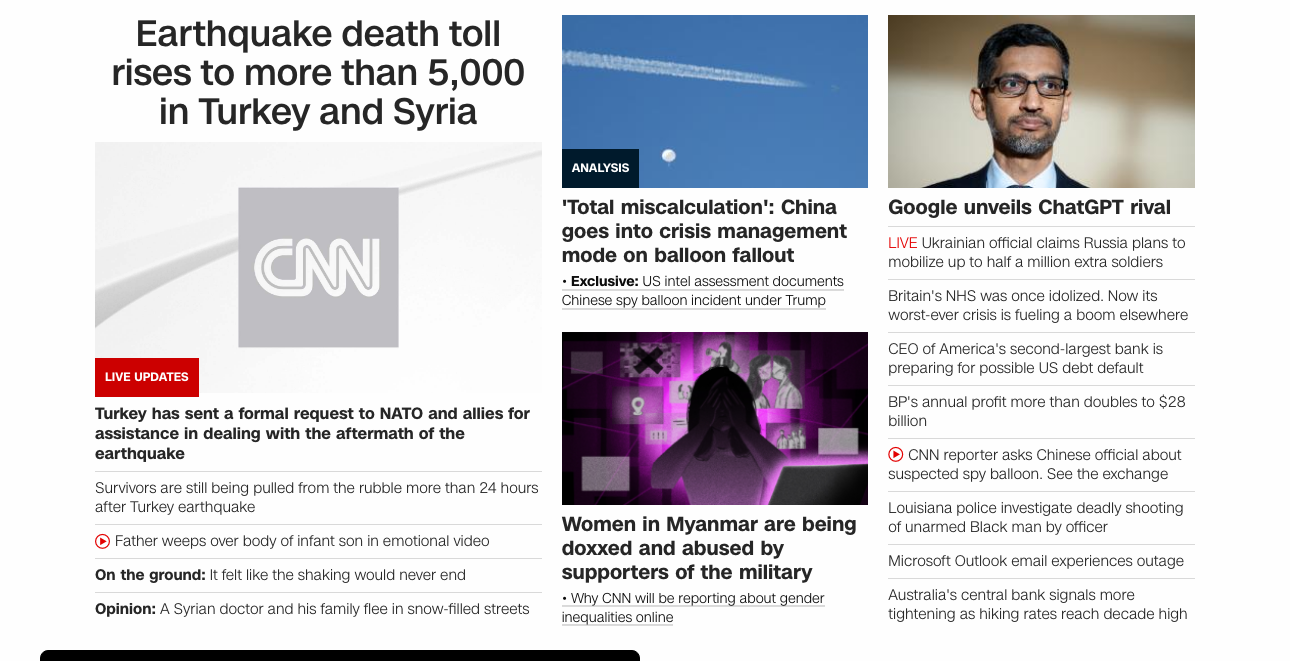 Earthquake death toll
rises to more than 5,000
in Turkey and Syria
CNN
LIVE UPDATES
Turkey has sent a formal request to NATO and allies for
assistance in dealing with the aftermath of the
earthquake
Survivors are still being pulled from the rubble more than 24 hours
after Turkey earthquake
Father weeps over body of infant son in emotional video
On the ground: It felt like the shaking would never end
Opinion: A Syrian doctor and his family flee in snow-filled streets
ANALYSIS
'Total miscalculation': China
goes into crisis management
mode on balloon fallout
• Exclusive: US intel assessment documents
Chinese spy balloon incident under Trump
Women in Myanmar are being
doxxed and abused by
supporters of the military
• Why CNN will be reporting about gender
inequalities online
Google unveils ChatGPT rival
LIVE Ukrainian official claims Russia plans to
mobilize up to half a million extra soldiers
Britain's NHS was once idolized. Now its
worst-ever crisis is fueling a boom elsewhere
CEO of America's second-largest bank is
preparing for possible US debt default
BP's annual profit more than doubles to $28
billion
CNN reporter asks Chinese official about
suspected spy balloon. See the exchange
Louisiana police investigate deadly shooting
of unarmed Black man by officer
Microsoft Outlook email experiences outage
Australia's central bank signals more
tightening as hiking rates reach decade high